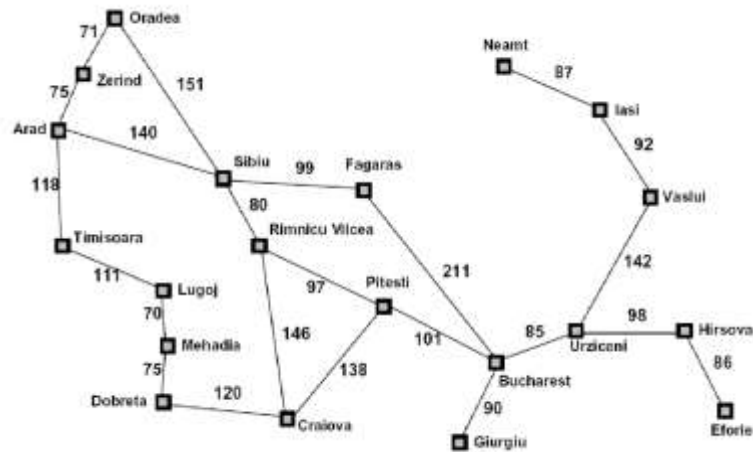 Oradea
71
Neamt
87
Zerind
151
75
Iasi
Arad
140
92
Sibiu
99
Fagaras
118
80
Vaslui
Timisoara
Rimnicu Vilcea
111
142
211
Lugoj
97
Pitesti
70
98
146
85
Hirsova
Mehadia
101
Urziceni
138
86
75
120
Bucharest
Dobreta
90
Craiova
Giurgiu
Eforie